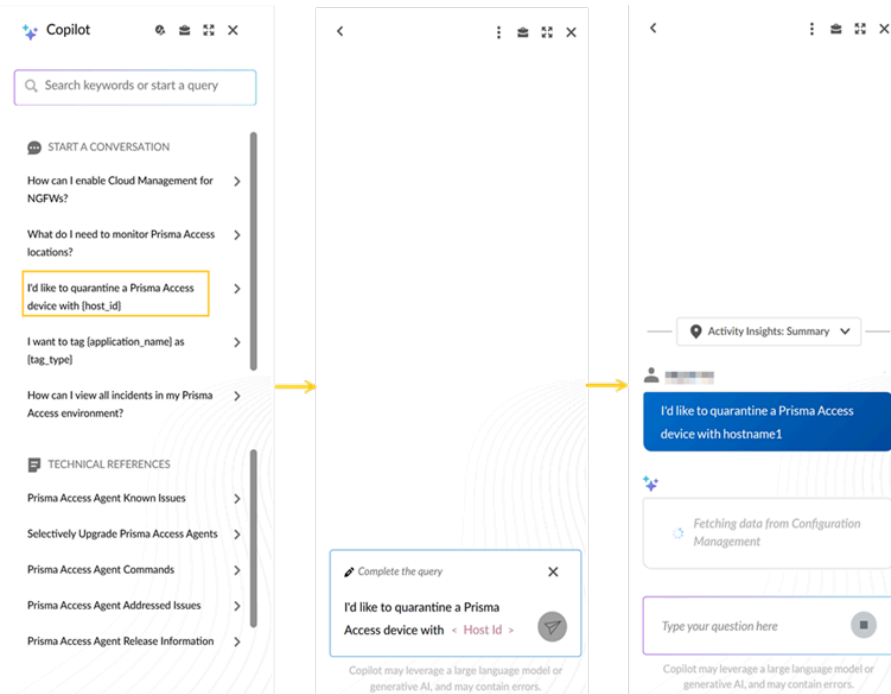 Copilot
Search keywords or start a query
START A CONVERSATION
How can I enable Cloud Management for
NGFWs?
What do I need to monitor Prisma Access
locations?
I'd like to quarantine a Prisma Access
device with {host_id}
I want to tag {application_name} as
{tag_type}
How can I view all incidents in my Prisma
Access environment?
TECHNICAL REFERENCES
Prisma Access Agent Known Issues
Selectively Upgrade Prisma Access Agents
Prisma Access Agent Commands
Prisma Access Agent Addressed Issues
Prisma Access Agent Release Information
Complete the query
I'd like to quarantine a Prisma
Access device with < Host Id >
Copilot may leverage a large language model or
generative AI, and may contain errors.
Activity Insights: Summary
I'd like to quarantine a Prisma Access
device with hostname1
Fetching data from Configuration
Management
Type your question here
Copilot may leverage a large language model or
generative AI, and may contain errors.